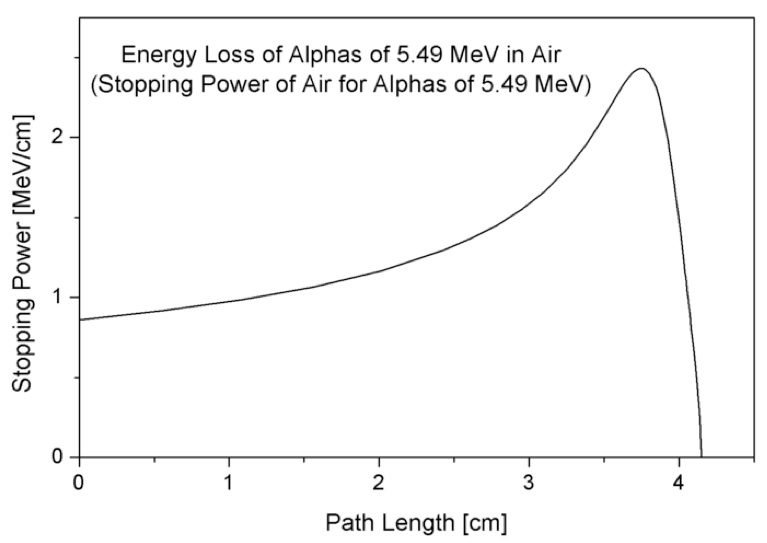 Energy Loss of Alphas of 5.49 MeV in Air
(Stopping Power of Air for Alphas of 5.49 MeV)
Stopping Power [MeV/cm]
2
1
0
0 1 2 3 4
Path Length [cm]